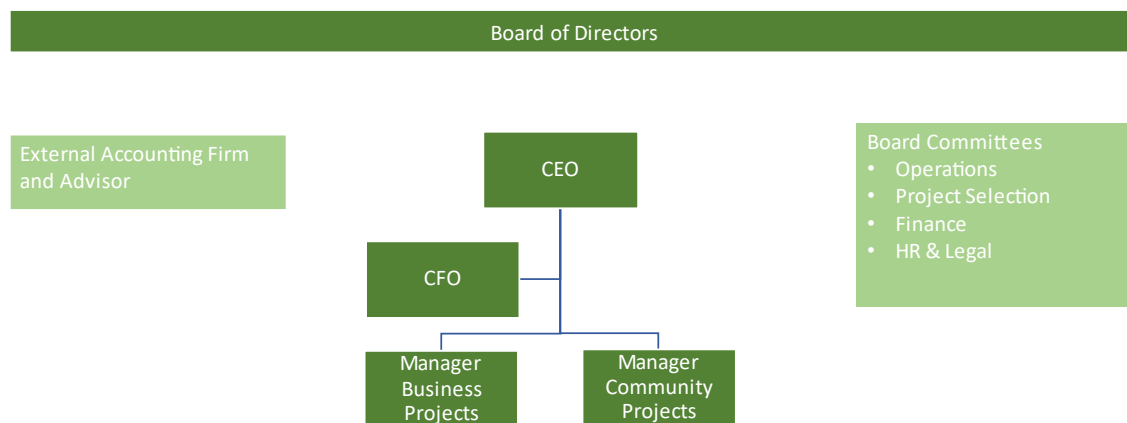 Board of Directors
External Accounting Firm
and Advisor
CEO
Board Committees
• Operations
• Project Selection
• Finance
• HR & Legal
CFO
Manager
Business
Projects
Manager
Community
Projects